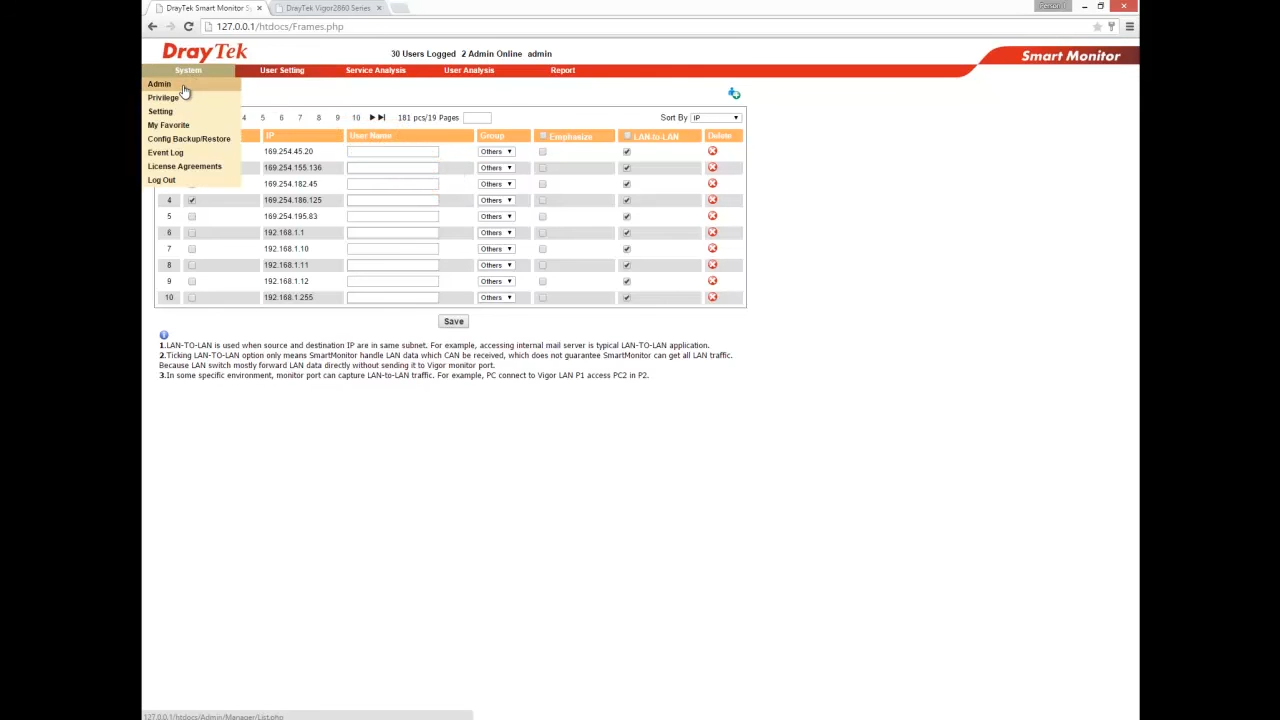 DrayTek Smart Monitor S
DrayTek Vigor2860 Series
127.0.0.1/htdocs/Frames.php
DrayTek
30 Users Logged 2 Admin Online admin
Smart Monitor
System User Setting Service Analysis User Analysis Report
Admin
Privilege
Setting
My Favorite
Config Backup/Restore
Event Log
License Agreements
Log Out
4 5 6 7 8 9 10 181 pcs/19 Pages Sort By IP
IP User Name Group Emphasize LAN-to-LAN Delete
169.254.45.20 Others
169.254.155.136 Others
169.254.182.45 Others
4 169.254.186.125 Others
5 169.254.195.83 Others
6 192.168.1.1 Others
7 192.168.1.10 Others
8 192.168.1.11 Others
9 192.168.1.12 Others
10 192.168.1.255 Others
Save
1.LAN-TO-LAN is used when source and destination IP are in same subnet. For example, accessing internal mail server is typical LAN-TO-LAN application.
2.Ticking LAN-TO-LAN option only means SmartMonitor handle LAN data which CAN be received, which does not guarantee SmartMonitor can get all LAN traffic.
Because LAN switch mostly forward LAN data directly without sending it to Vigor monitor port.
3.In some specific environment, monitor port can capture LAN-to-LAN traffic. For example, PC connect to Vigor LAN P1 access PC2 in P2.
127.0.0.1/htdocs/Admin/Manager/List.php